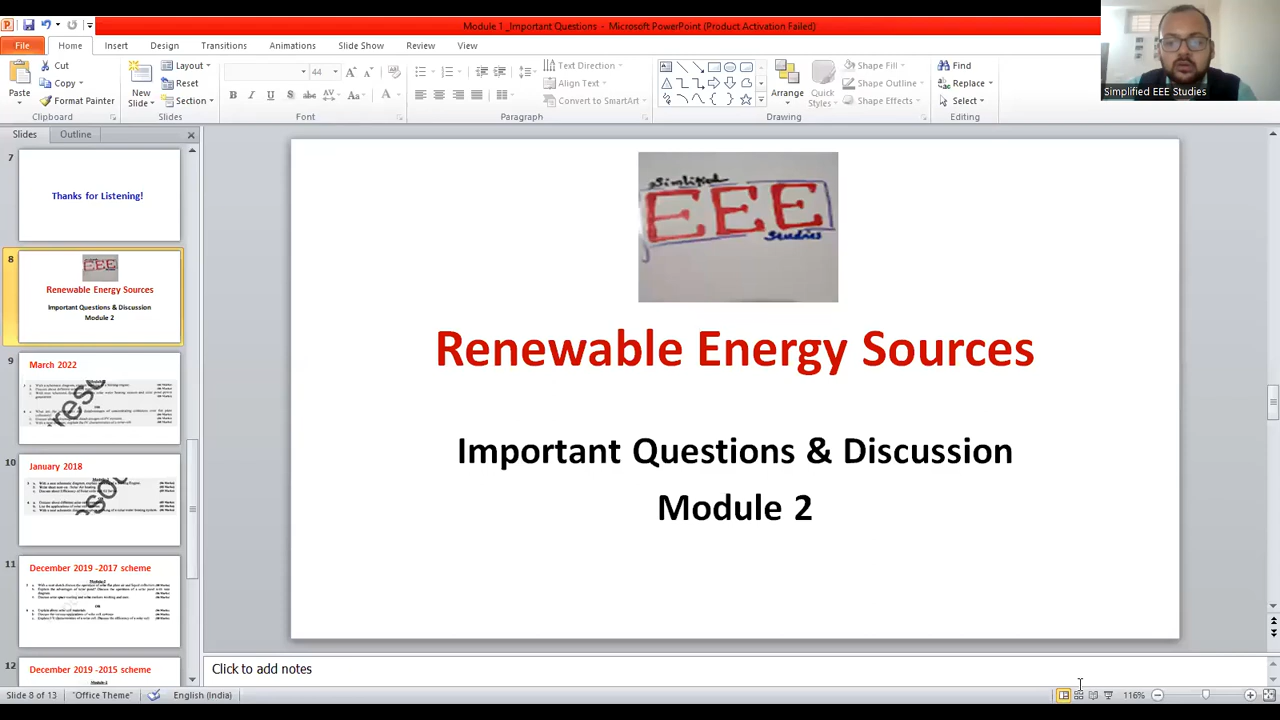 Module 1_Important Questions - Microsoft PowerPoint (Product Activation Failed)
File Home Insert Design Transitions Animations Slide Show Review View
Paste
Cut
Copy
Format Painter
Clipboard
New Slide
Layout
Reset
Section
Slides
44
Font
Text Direction
Align Text
Convert to SmartArt
Paragraph
Arrange
Quick Styles
Shape Fill
Shape Outline
Shape Effects
Drawing
Find
Replace
Select
Editing
Simplified EEE Studies
Slides Outline
7
Thanks for Listening!
8
EEE
Renewable Energy Sources
Important Questions & Discussion
Module 2
9
March 2022
10
January 2018
11
December 2019 -2017 scheme
12
December 2019 -2015 scheme
Simplified
EEE
Studies
Renewable Energy Sources
Important Questions & Discussion
Module 2
Click to add notes
Slide 8 of 13 "Office Theme" English (India) 116%